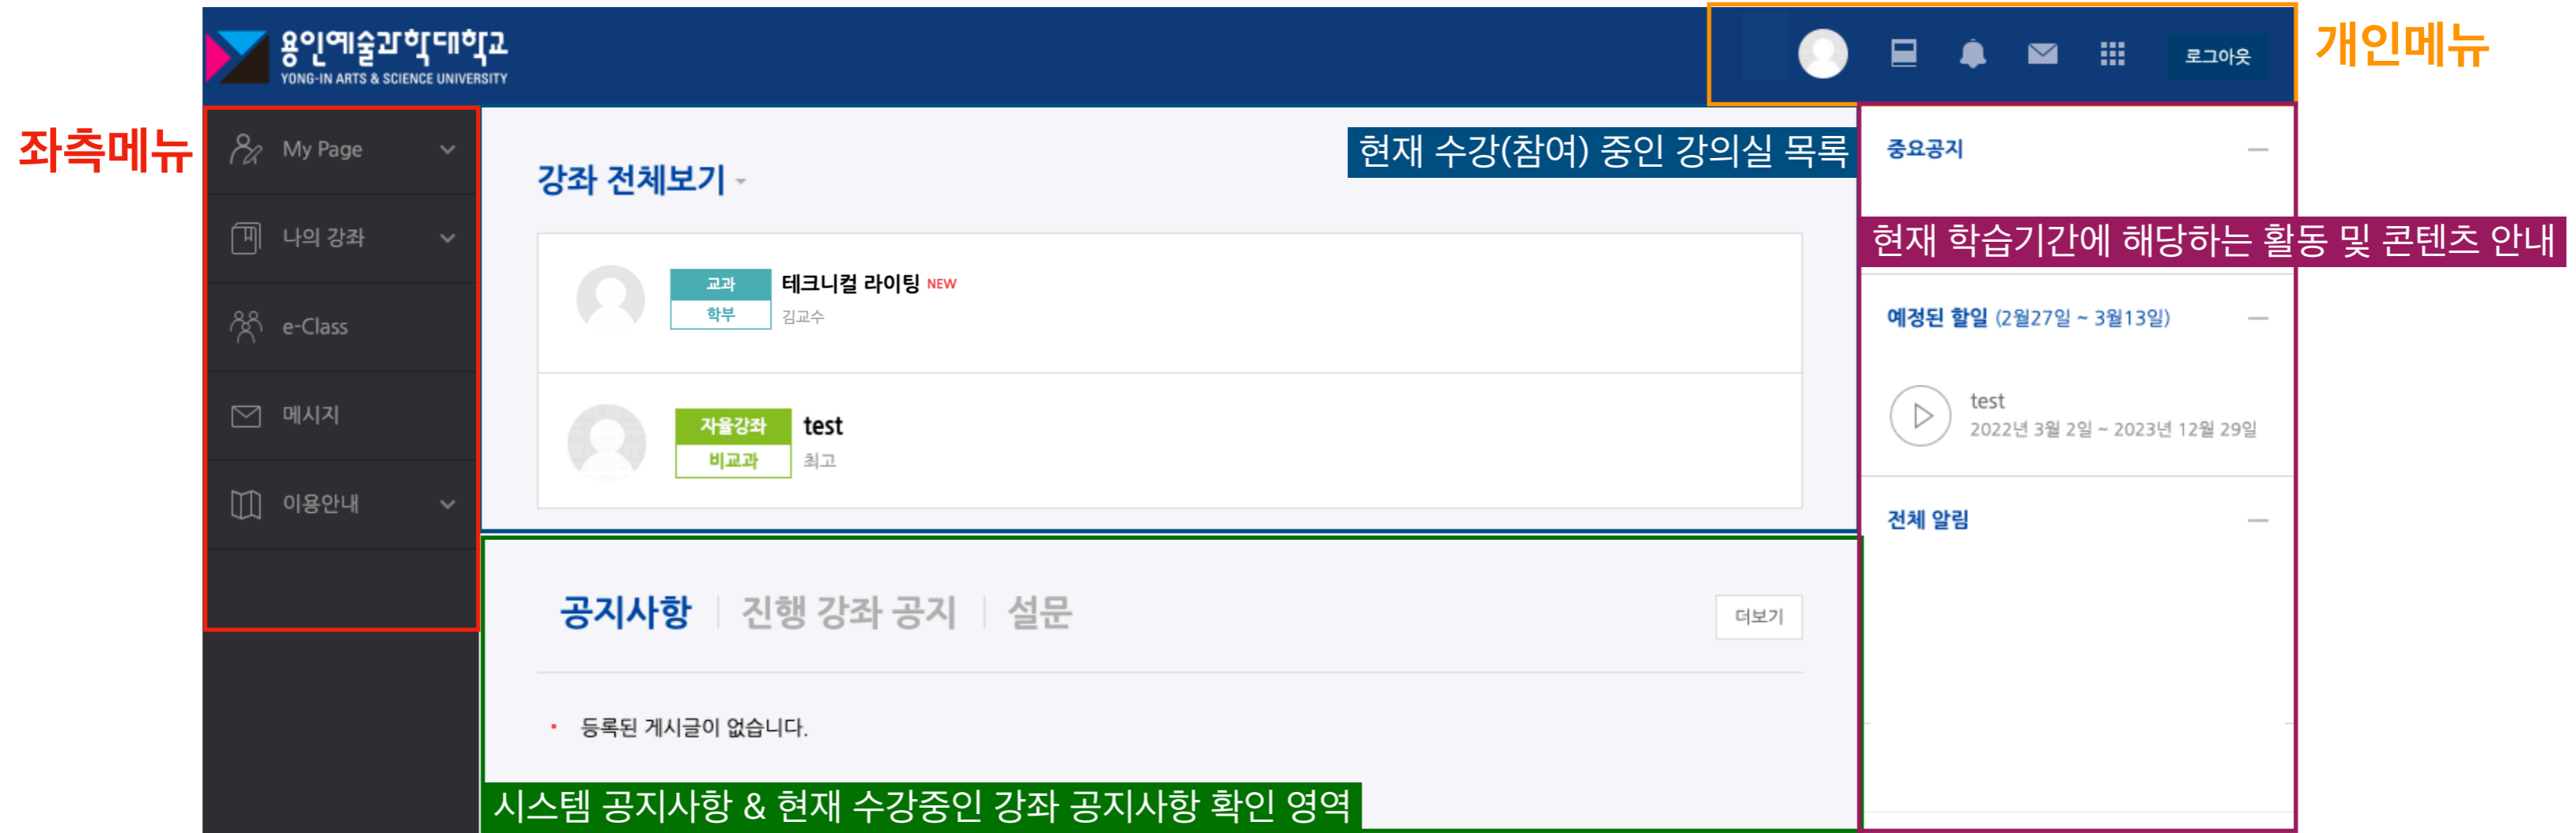 용인예술과학대학교
YONG-IN ARTS & SCIENCE UNIVERSITY
로그아웃
개인메뉴
좌측메뉴
My Page
나의 강좌
e-Class
메시지
이용안내
현재 수강(참여) 중인 강의실 목록
강좌 전체보기
교과
학부
테크니컬 라이팅 NEW
김교수
자율강좌
비교과
test
최고
중요공지
현재 학습기간에 해당하는 활동 및 콘텐츠 안내
예정된 할일 (2월27일 ~ 3월13일)
test
2022년 3월 2일 ~ 2023년 12월 29일
전체 알림
공지사항 | 진행 강좌 공지 | 설문
더보기
등록된 게시글이 없습니다.
시스템 공지사항 & 현재 수강중인 강좌 공지사항 확인 영역